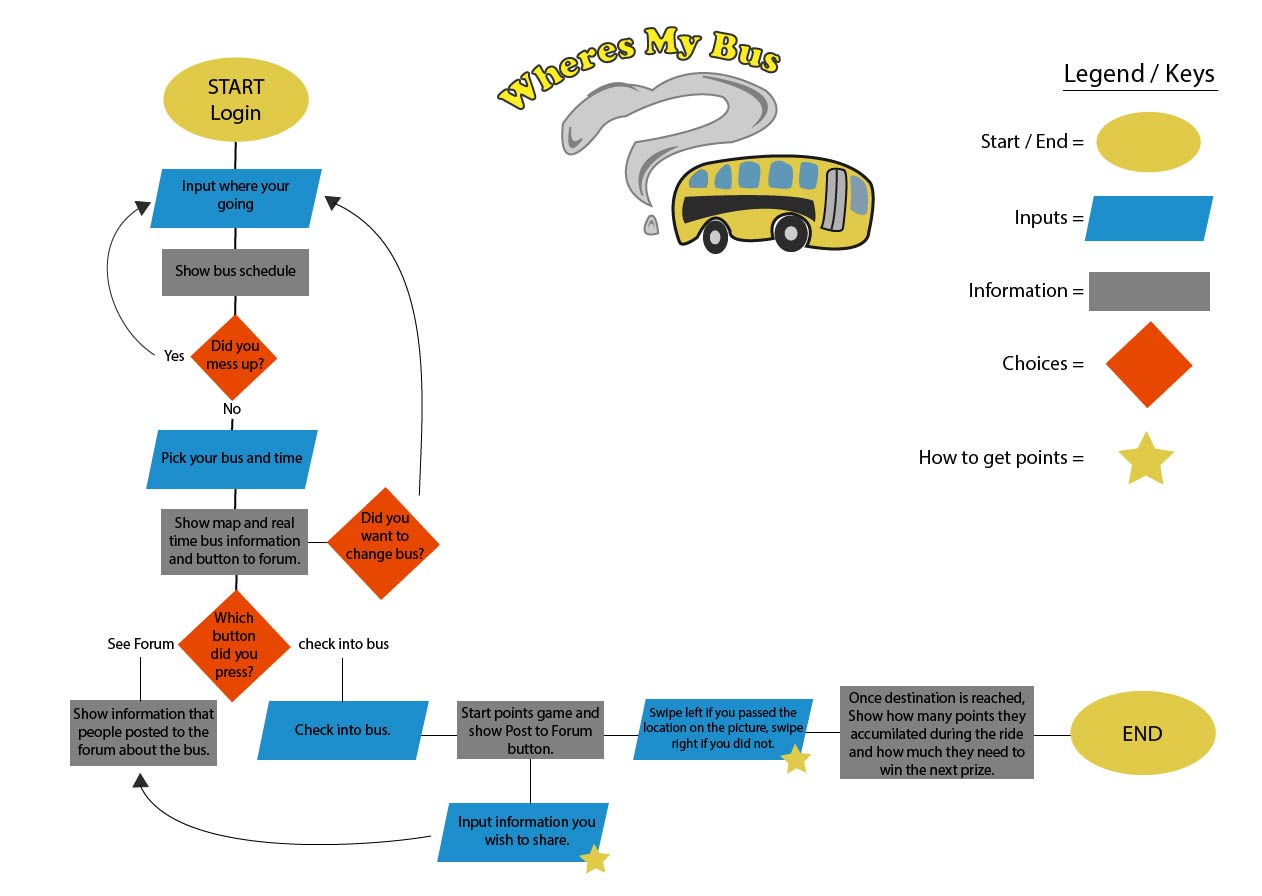 Wheres My Bus
Legend / Keys
Start / End =
Inputs =
Information =
Choices =
How to get points =
START
Login
Input where your
going
Show bus schedule
Did you
mess up?
Yes
No
Pick your bus and time
Show map and real
time bus information
and button to forum.
Did you
want to
change bus?
Which
button
did you
press?
See Forum
check into bus
Show information that
people posted to the
forum about the bus.
Check into bus.
Start points game and
show Post to Forum
button.
Swipe left if you passed the
location on the picture, swipe
right if you did not.
Once destination is reached,
Show how many points they
accumilated during the ride
and how much they need to
win the next prize.
END
Input information you
wish to share.